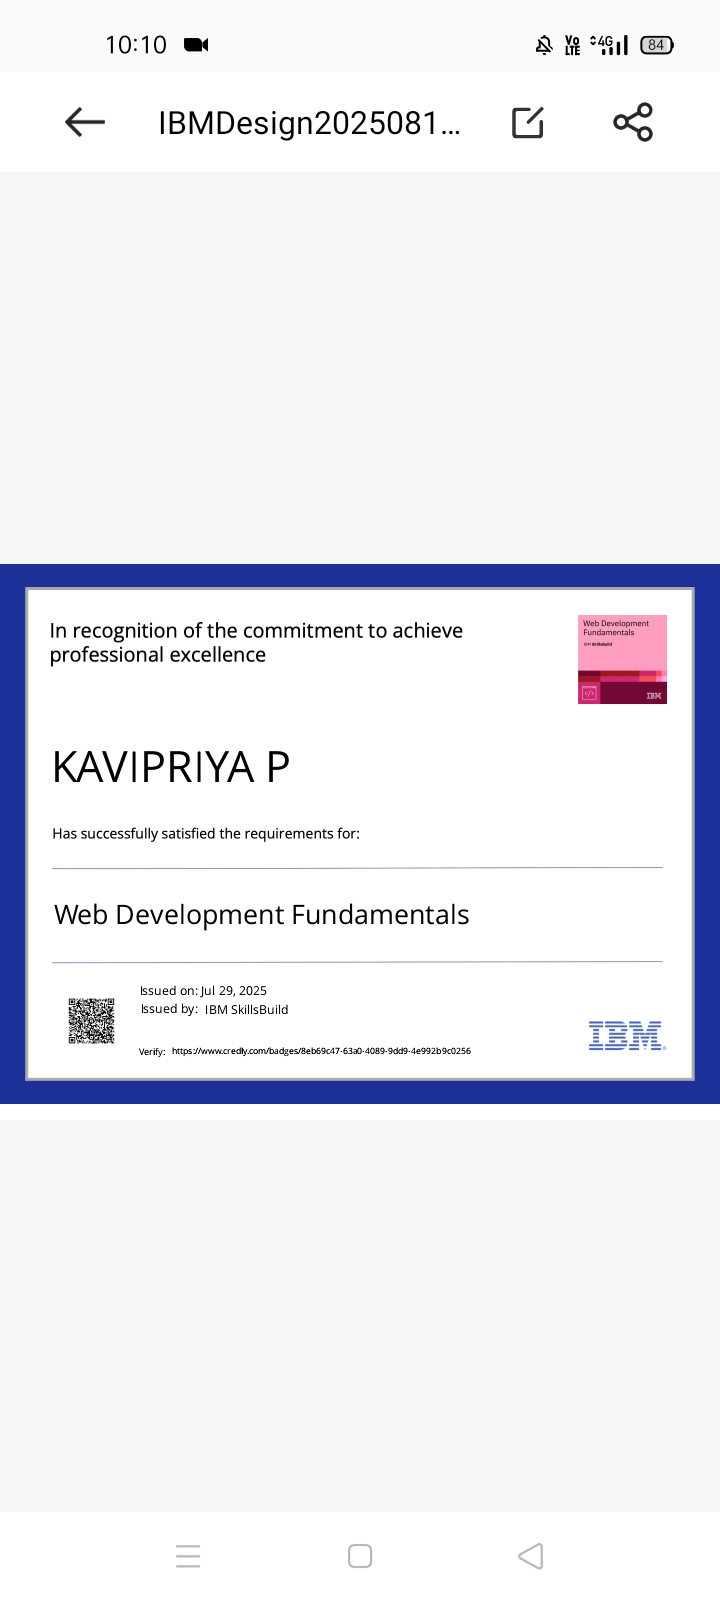 10:10
Vo LTE 4G 84
IBMDesign2025081...
In recognition of the commitment to achieve
professional excellence
Web Development
Fundamentals
IBM SkillsBuild
</>
IBM
KAVIPRIYA P
Has successfully satisfied the requirements for:
Web Development Fundamentals
Issued on: Jul 29, 2025
Issued by: IBM SkillsBuild
Verify: https://www.credly.com/badges/8eb69c47-63a0-4089-9dd9-4e992b9c0256
IBM.